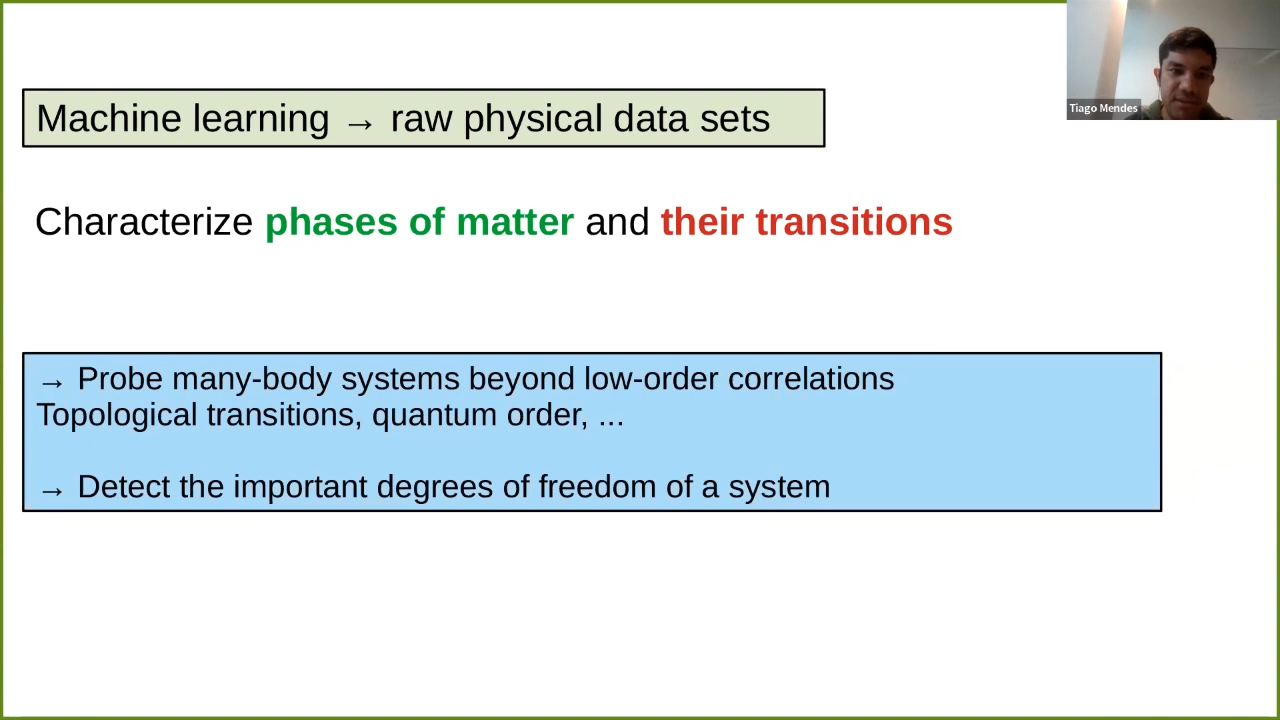 Tiago Mendes
Machine learning → raw physical data sets
Characterize phases of matter and their transitions
→ Probe many-body systems beyond low-order correlations
Topological transitions, quantum order, ...
→ Detect the important degrees of freedom of a system